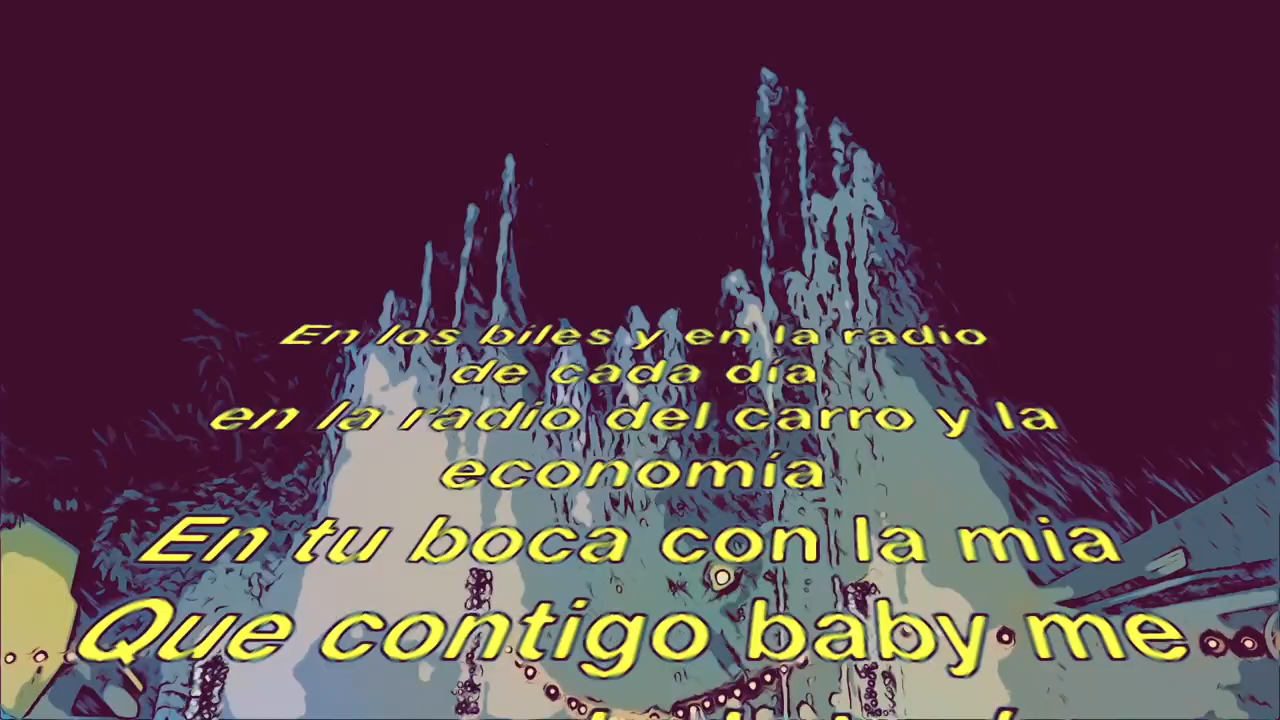 En los biles y en la radio
de cada día
en la radio del carro y la
economía
En tu boca con la mia
Que contigo baby me